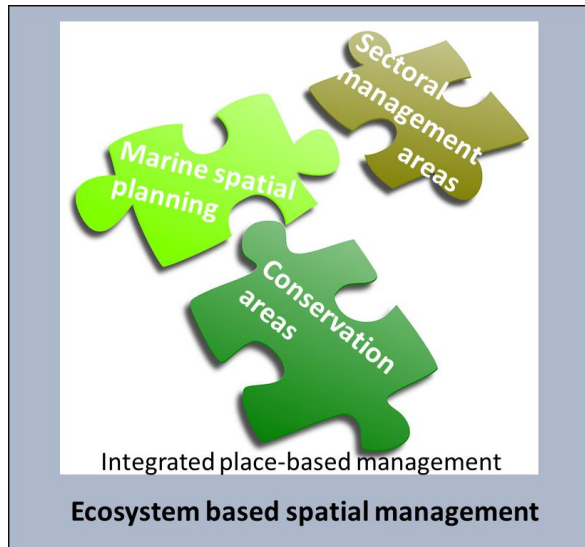 Sectoral
management
areas
Marine spatial
planning
Conservation
areas
Integrated place-based management
Ecosystem based spatial management